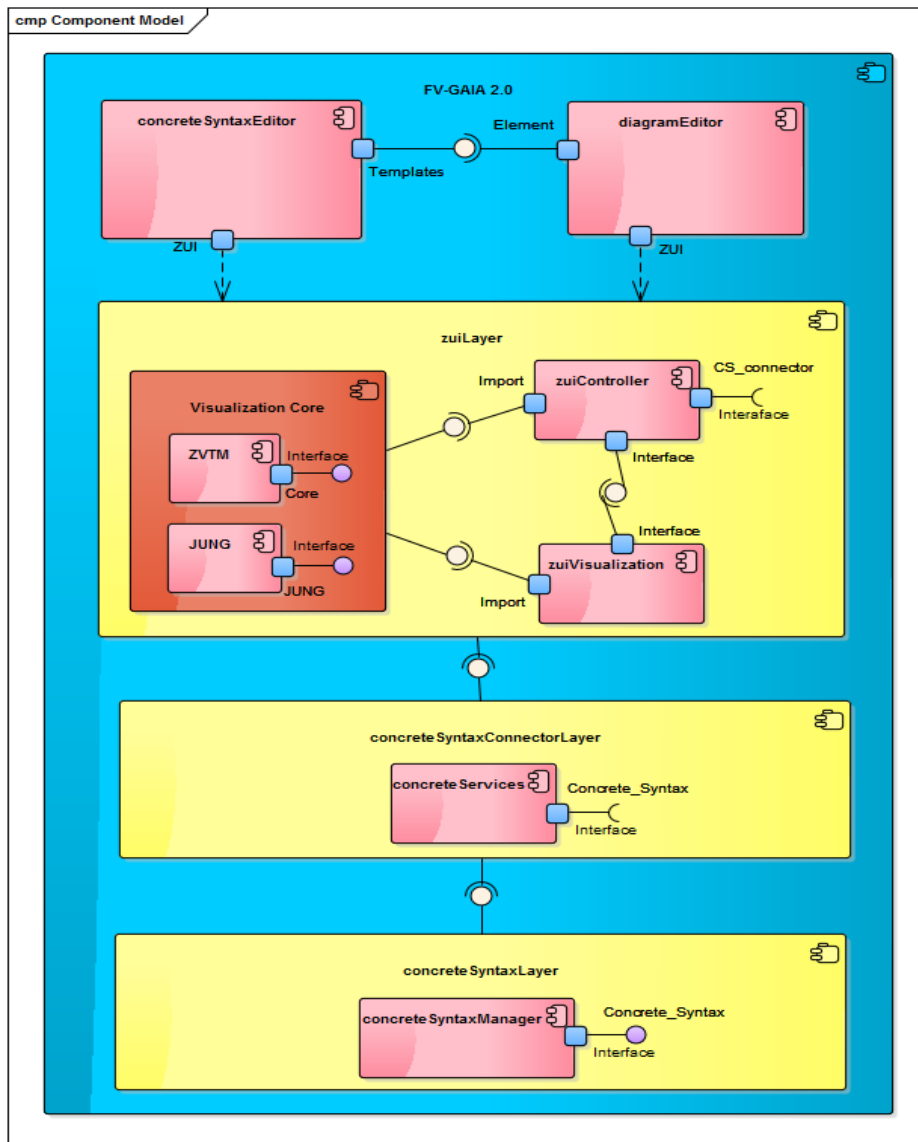 cmp Component Model
FV-GAIA 2.0
concreteSyntaxEditor
Element
diagramEditor
Templates
ZUI
ZUI
zuiLayer
Import
zuiController
CS_connector
Interaface
Visualization Core
ZVTM
Interface
Core
Interface
JUNG
Interface
JUNG
Interface
zuiVisualization
Import
concreteSyntaxConnectorLayer
concreteServices
Concrete_Syntax
Interface
concreteSyntaxLayer
concreteSyntaxManager
Concrete_Syntax
Interface